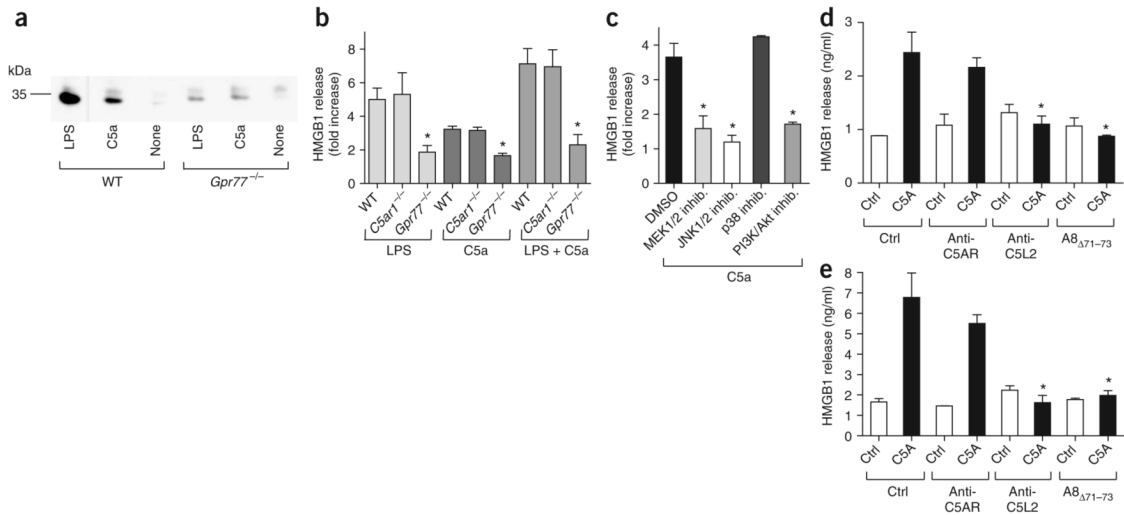 a
kDa
35
LPS
C5a
None
LPS
C5a
None
WT
Gpr77−/−
b
HMGB1 release
(fold increase)
8
6
4
2
0
WT
C5ar1−/−
Gpr77−/−
WT
C5ar1−/−
Gpr77−/−
WT
C5ar1−/−
Gpr77−/−
*
*
*
LPS
C5a
LPS + C5a
c
HMGB1 release
(fold increase)
4
3
2
1
0
*
*
*
DMSO
MEK1/2 inhib.
JNK1/2 inhib.
p38 inhib.
PI3K/Akt inhib.
C5a
d
HMGB1 release (ng/ml)
3
2
1
0
*
*
Ctrl
C5A
Ctrl
C5A
Ctrl
C5A
Ctrl
C5A
Ctrl
Anti-
C5AR
Anti-
C5L2
A8Δ71–73
e
HMGB1 release (ng/ml)
8
7
6
5
4
3
2
1
0
*
*
Ctrl
C5A
Ctrl
C5A
Ctrl
C5A
Ctrl
C5A
Ctrl
Anti-
C5AR
Anti-
C5L2
A8Δ71–73